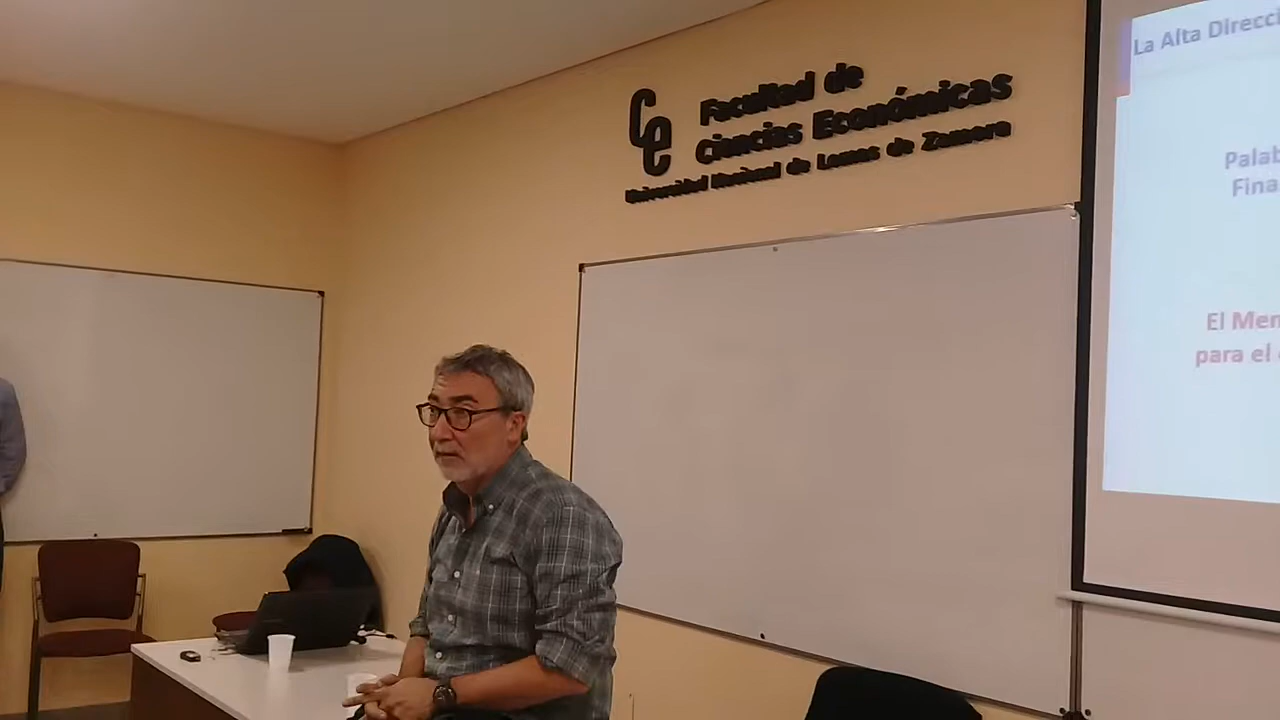 Ce
Facultad de
Ciencias Económicas
Universidad Nacional de Lomas de Zamora
La Alta Direcci
Palab
Fina
El Men
para el